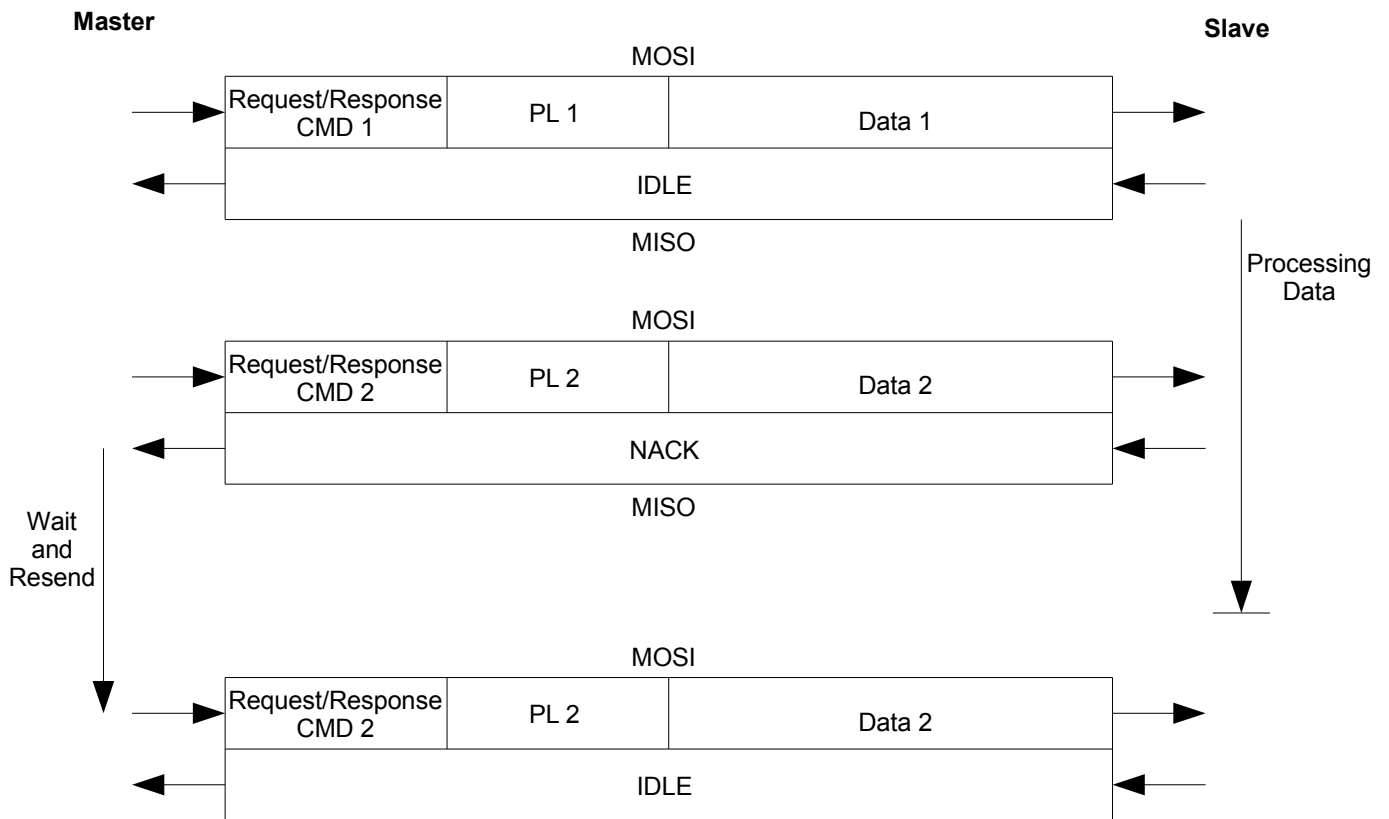 Master
Slave
MOSI
Request/Response
CMD 1
PL 1
Data 1
IDLE
MISO
Processing
Data
MOSI
Request/Response
CMD 2
PL 2
Data 2
NACK
MISO
Wait
and
Resend
MOSI
Request/Response
CMD 2
PL 2
Data 2
IDLE